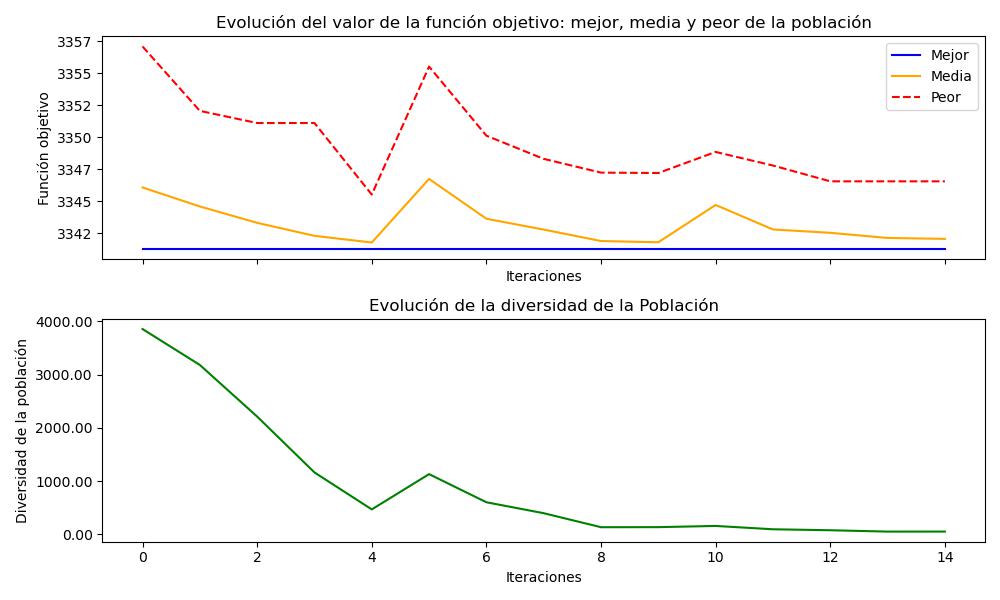 Evolución del valor de la función objetivo: mejor, media y peor de la población
3357
3355
3352
3350
3347
3345
3342
Función objetivo
Mejor
Media
Peor
Iteraciones
Evolución de la diversidad de la Población
4000.00
3000.00
2000.00
1000.00
0.00
Diversidad de la población
0 2 4 6 8 10 12 14
Iteraciones